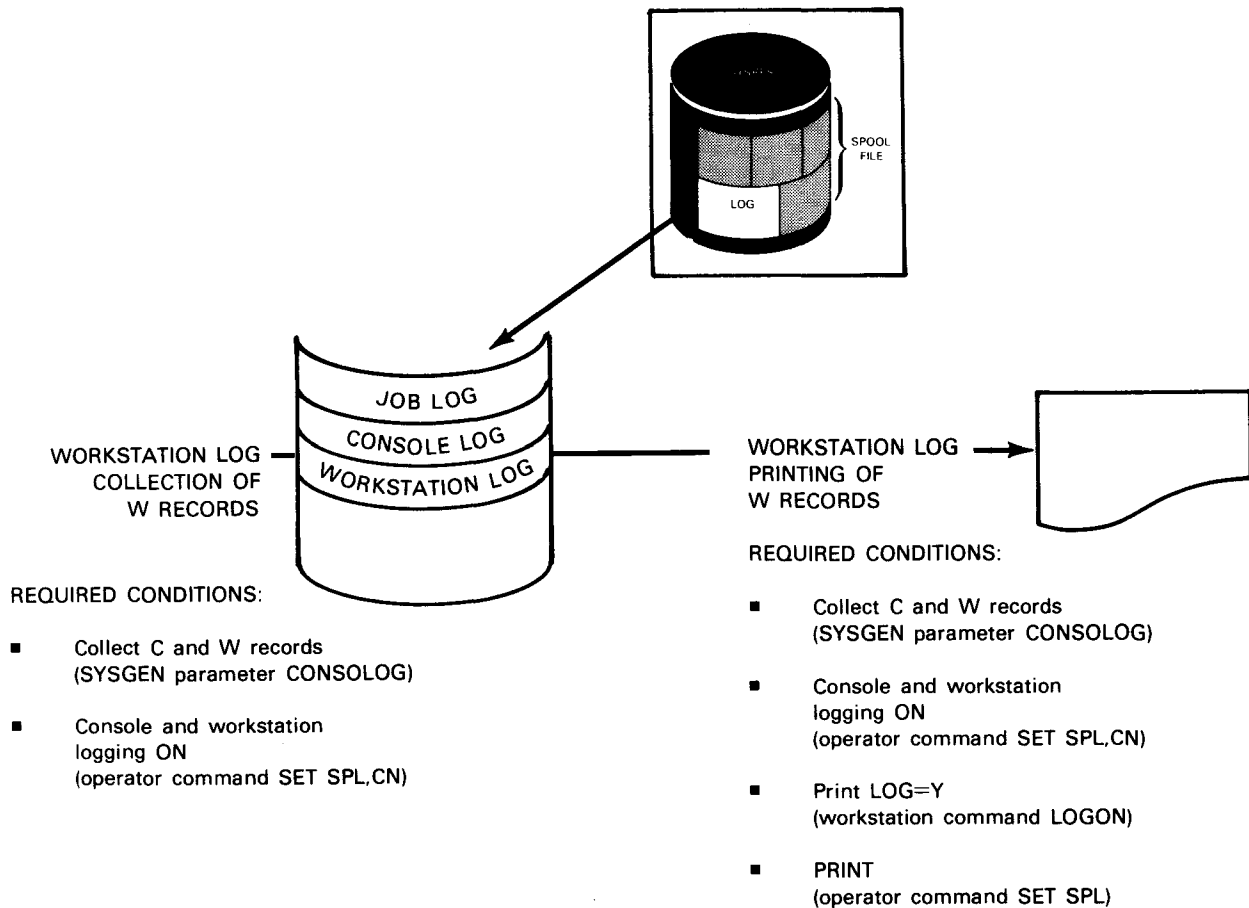 SPOOL
FILE
LOG
JOB LOG
CONSOLE LOG
WORKSTATION LOG
WORKSTATION LOG
COLLECTION OF
W RECORDS
REQUIRED CONDITIONS:
■ Collect C and W records
(SYSGEN parameter CONSOLOG)
■ Console and workstation
logging ON
(operator command SET SPL,CN)
WORKSTATION LOG
PRINTING OF
W RECORDS
REQUIRED CONDITIONS:
■ Collect C and W records
(SYSGEN parameter CONSOLOG)
■ Console and workstation
logging ON
(operator command SET SPL,CN)
■ Print LOG=Y
(workstation command LOGON)
■ PRINT
(operator command SET SPL)